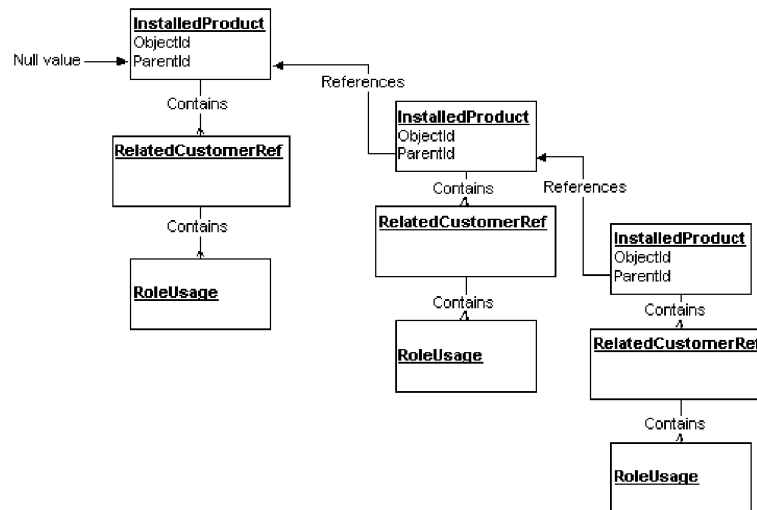 InstalledProduct
ObjectId
Null value
ParentId
Contains
RelatedCustomerRef
Contains
RoleUsage
References
InstalledProduct
ObjectId
ParentId
Contains
RelatedCustomerRef
Contains
RoleUsage
References
InstalledProduct
ObjectId
ParentId
Contains
RelatedCustomerRef
Contains
RoleUsage